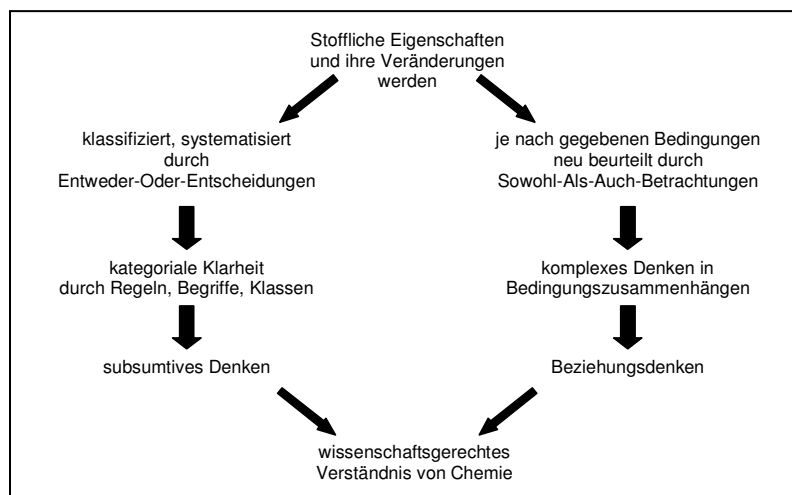 Stoffliche Eigenschaften
und ihre Veränderungen
werden
klassifiziert, systematisiert
durch
Entweder-Oder-Entscheidungen
je nach gegebenen Bedingungen
neu beurteilt durch
Sowohl-Als-Auch-Betrachtungen
kategoriale Klarheit
durch Regeln, Begriffe, Klassen
komplexes Denken in
Bedingungszusammenhängen
subsumtives Denken
Beziehungsdenken
wissenschaftsgerechtes
Verständnis von Chemie